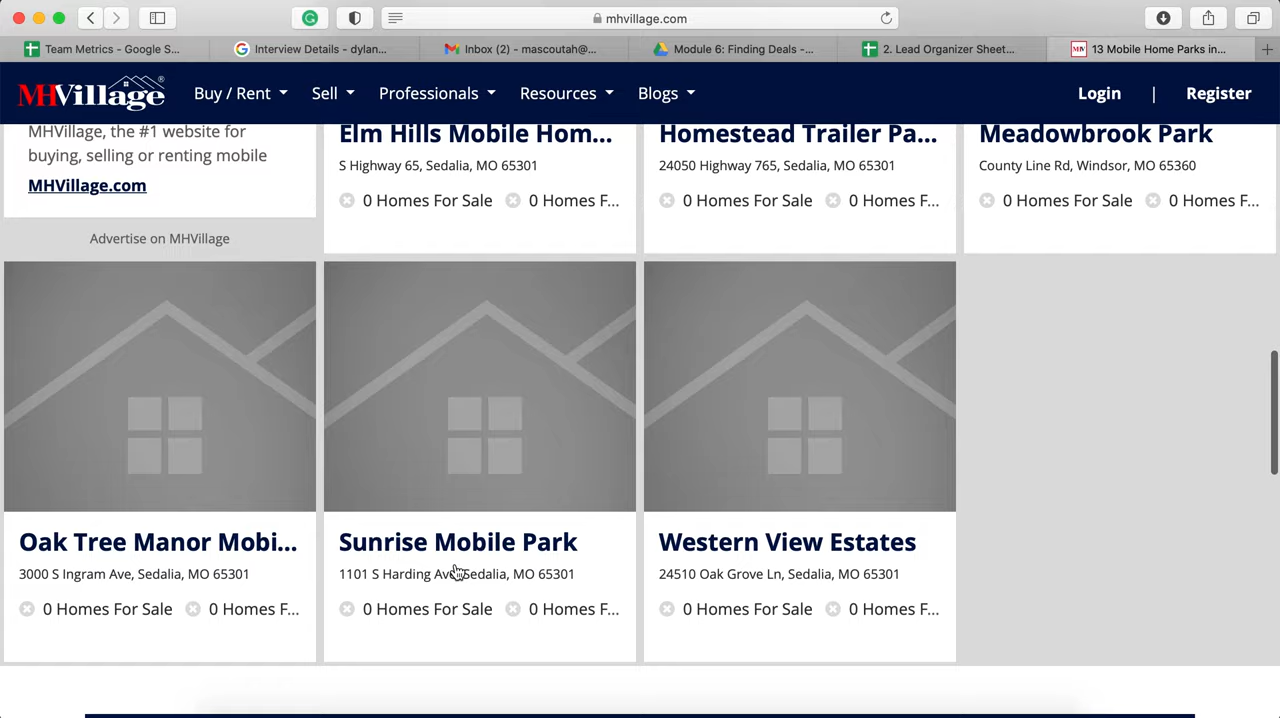 mhvillage.com
Team Metrics - Google S...
Interview Details - dylan...
Inbox (2) - mascoutah@...
Module 6: Finding Deals -...
2. Lead Organizer Sheet...
13 Mobile Home Parks in...
MHVillage®
Buy / Rent
Sell
Professionals
Resources
Blogs
Login
|
Register
MHVillage, the #1 website for
buying, selling or renting mobile
MHVillage.com
Advertise on MHVillage
Elm Hills Mobile Hom...
S Highway 65, Sedalia, MO 65301
0 Homes For Sale 0 Homes F...
Homestead Trailer Pa...
24050 Highway 765, Sedalia, MO 65301
0 Homes For Sale 0 Homes F...
Meadowbrook Park
County Line Rd, Windsor, MO 65360
0 Homes For Sale 0 Homes F...
Oak Tree Manor Mobi...
3000 S Ingram Ave, Sedalia, MO 65301
0 Homes For Sale 0 Homes F...
Sunrise Mobile Park
1101 S Harding Ave, Sedalia, MO 65301
0 Homes For Sale 0 Homes F...
Western View Estates
24510 Oak Grove Ln, Sedalia, MO 65301
0 Homes For Sale 0 Homes F...